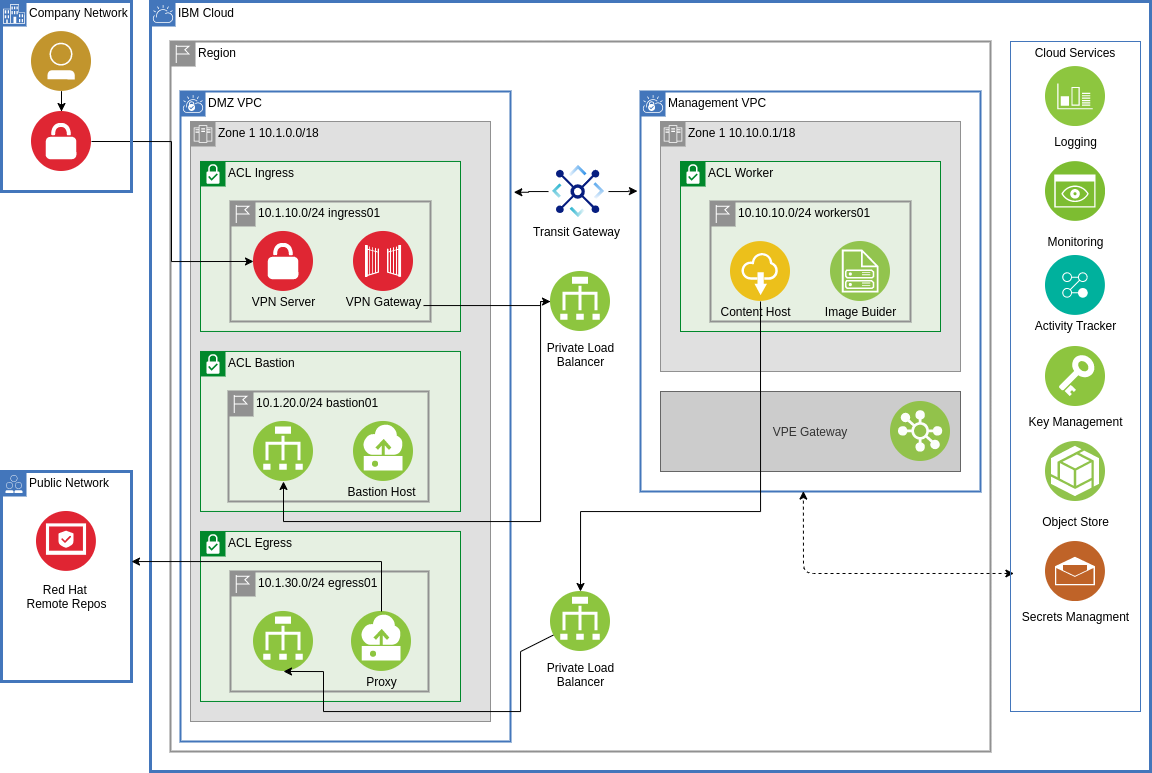 Company Network
IBM Cloud
Region
Cloud Services
DMZ VPC
Management VPC
Zone 1 10.1.0.0/18
Zone 1 10.10.0.1/18
ACL Ingress
ACL Worker
10.1.10.0/24 ingress01
10.10.10.0/24 workers01
VPN Server
VPN Gateway
Transit Gateway
Content Host
Image Buider
Private Load
Balancer
ACL Bastion
10.1.20.0/24 bastion01
Bastion Host
VPE Gateway
Public Network
Red Hat
Remote Repos
ACL Egress
10.1.30.0/24 egress01
Proxy
Private Load
Balancer
Logging
Monitoring
Activity Tracker
Key Management
Object Store
Secrets Managment